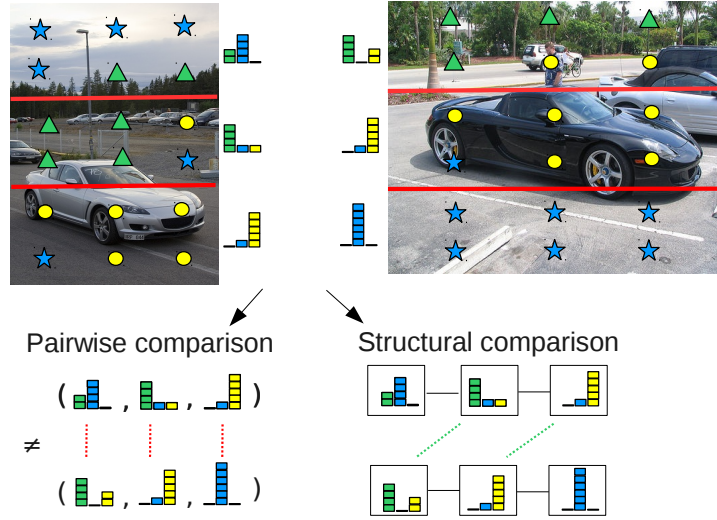 Pairwise comparison
Structural comparison
( , , )
≠
( , , )